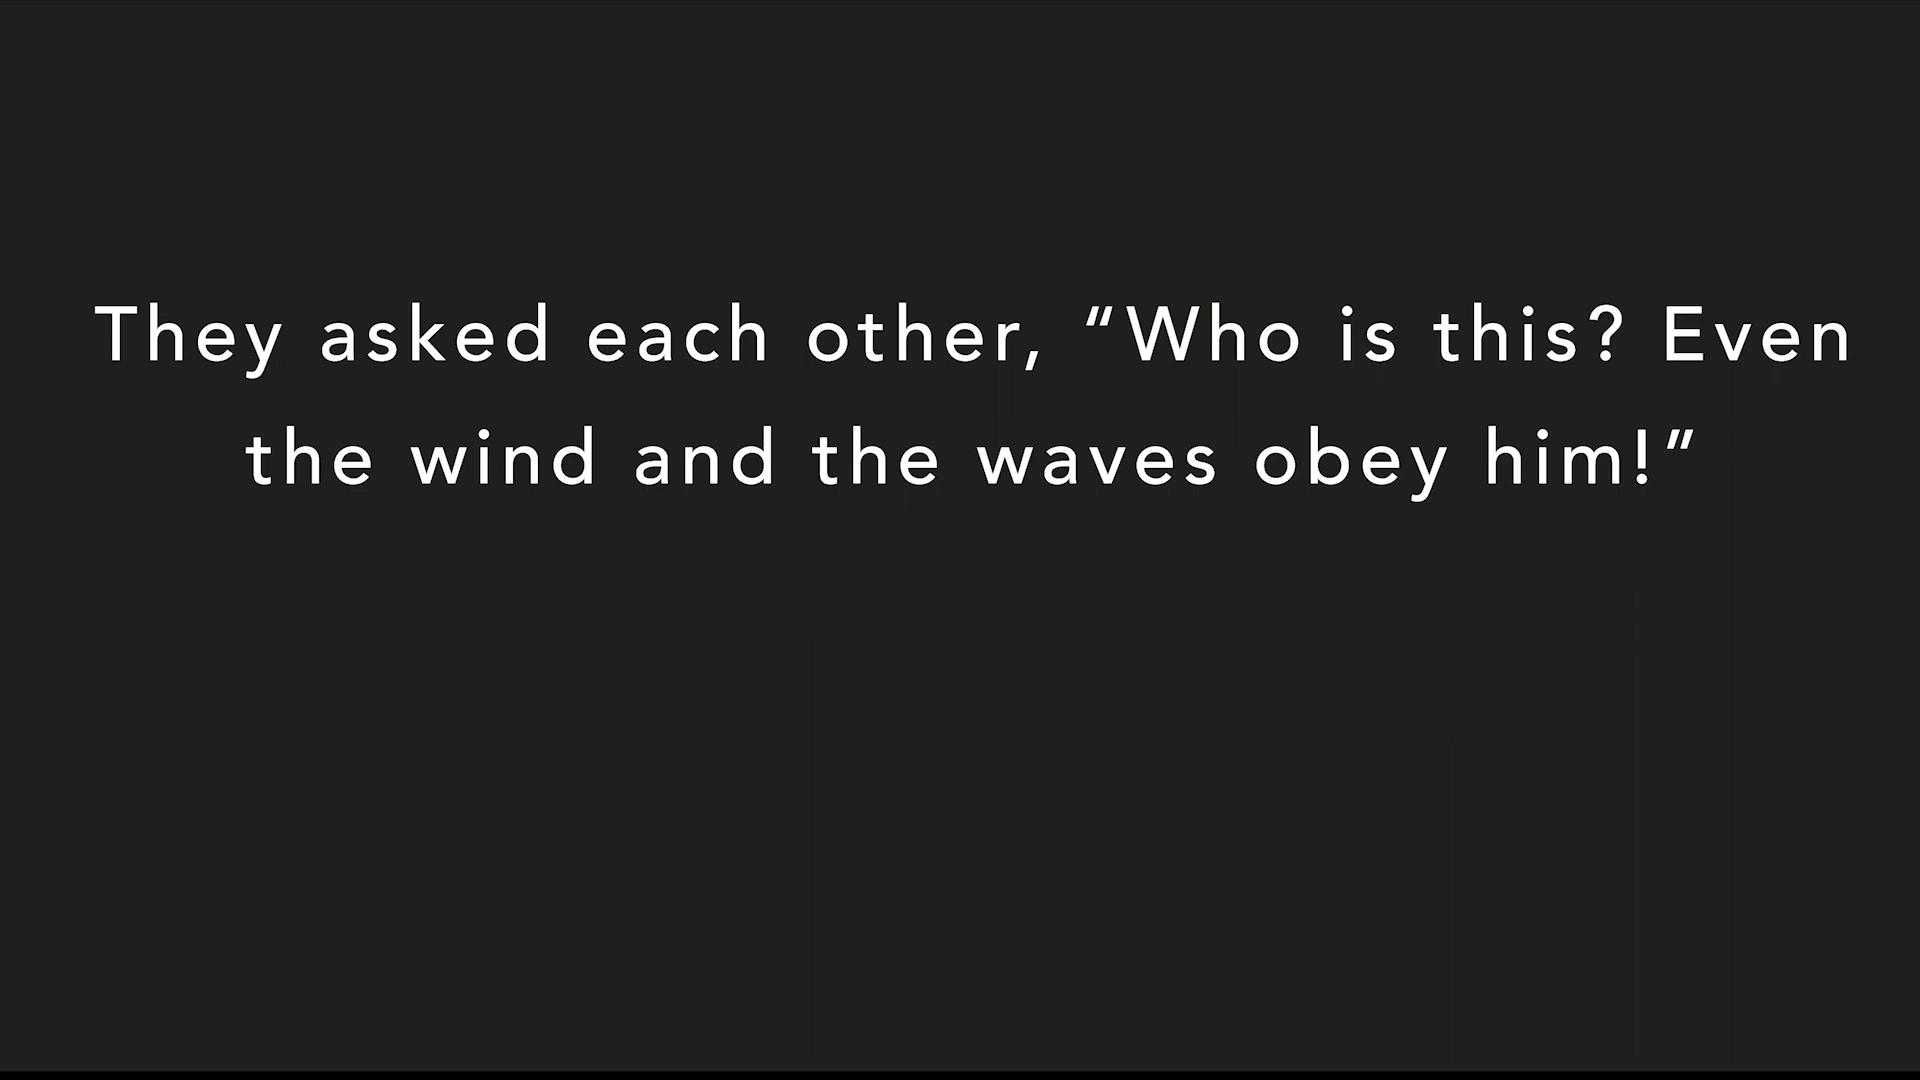 They asked each other, “Who is this? Even
the wind and the waves obey him!”